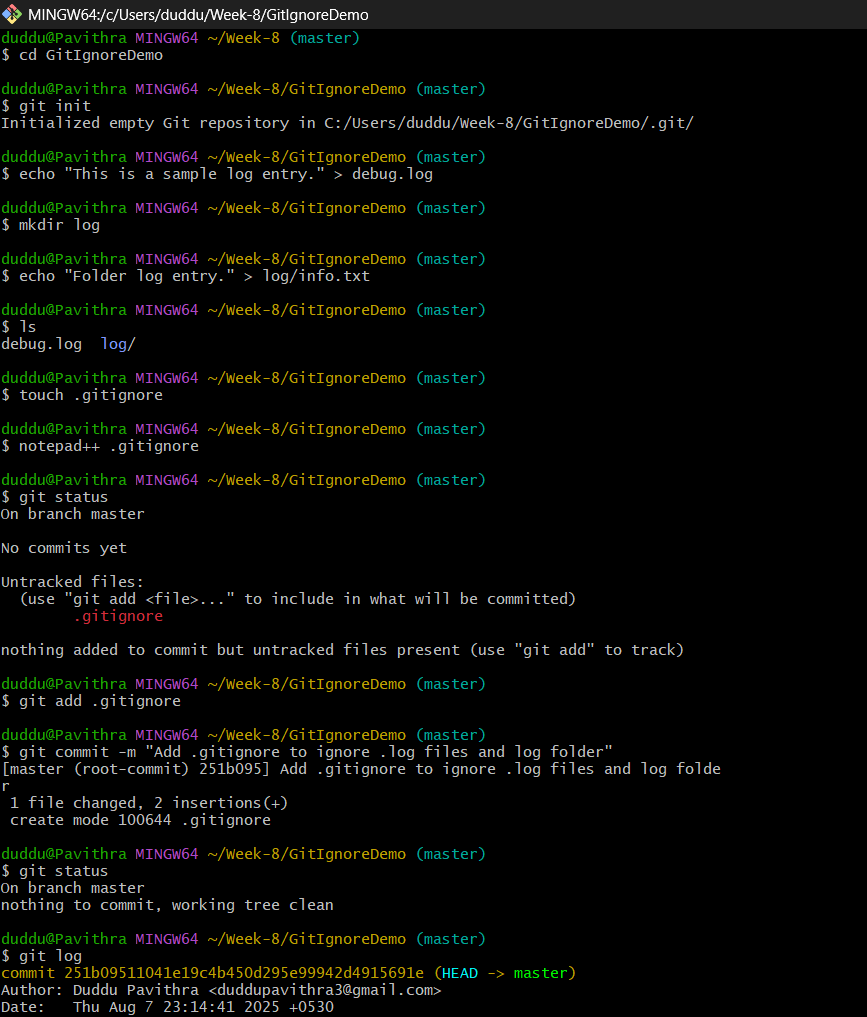 MINGW64:/c/Users/duddu/Week-8/GitIgnoreDemo
duddu@Pavithra MINGW64 ~/Week-8 (master)
$ cd GitIgnoreDemo
duddu@Pavithra MINGW64 ~/Week-8/GitIgnoreDemo (master)
$ git init
Initialized empty Git repository in C:/Users/duddu/Week-8/GitIgnoreDemo/.git/
duddu@Pavithra MINGW64 ~/Week-8/GitIgnoreDemo (master)
$ echo "This is a sample log entry." > debug.log
duddu@Pavithra MINGW64 ~/Week-8/GitIgnoreDemo (master)
$ mkdir log
duddu@Pavithra MINGW64 ~/Week-8/GitIgnoreDemo (master)
$ echo "Folder log entry." > log/info.txt
duddu@Pavithra MINGW64 ~/Week-8/GitIgnoreDemo (master)
$ ls
debug.log  log/
duddu@Pavithra MINGW64 ~/Week-8/GitIgnoreDemo (master)
$ touch .gitignore
duddu@Pavithra MINGW64 ~/Week-8/GitIgnoreDemo (master)
$ notepad++ .gitignore
duddu@Pavithra MINGW64 ~/Week-8/GitIgnoreDemo (master)
$ git status
On branch master
No commits yet
Untracked files:
  (use "git add <file>..." to include in what will be committed)
        .gitignore
nothing added to commit but untracked files present (use "git add" to track)
duddu@Pavithra MINGW64 ~/Week-8/GitIgnoreDemo (master)
$ git add .gitignore
duddu@Pavithra MINGW64 ~/Week-8/GitIgnoreDemo (master)
$ git commit -m "Add .gitignore to ignore .log files and log folder"
[master (root-commit) 251b095] Add .gitignore to ignore .log files and log folde
r
 1 file changed, 2 insertions(+)
 create mode 100644 .gitignore
duddu@Pavithra MINGW64 ~/Week-8/GitIgnoreDemo (master)
$ git status
On branch master
nothing to commit, working tree clean
duddu@Pavithra MINGW64 ~/Week-8/GitIgnoreDemo (master)
$ git log
commit 251b09511041e19c4b450d295e99942d4915691e (HEAD -> master)
Author: Duddu Pavithra <duddupavithra3@gmail.com>
Date:   Thu Aug 7 23:14:41 2025 +0530